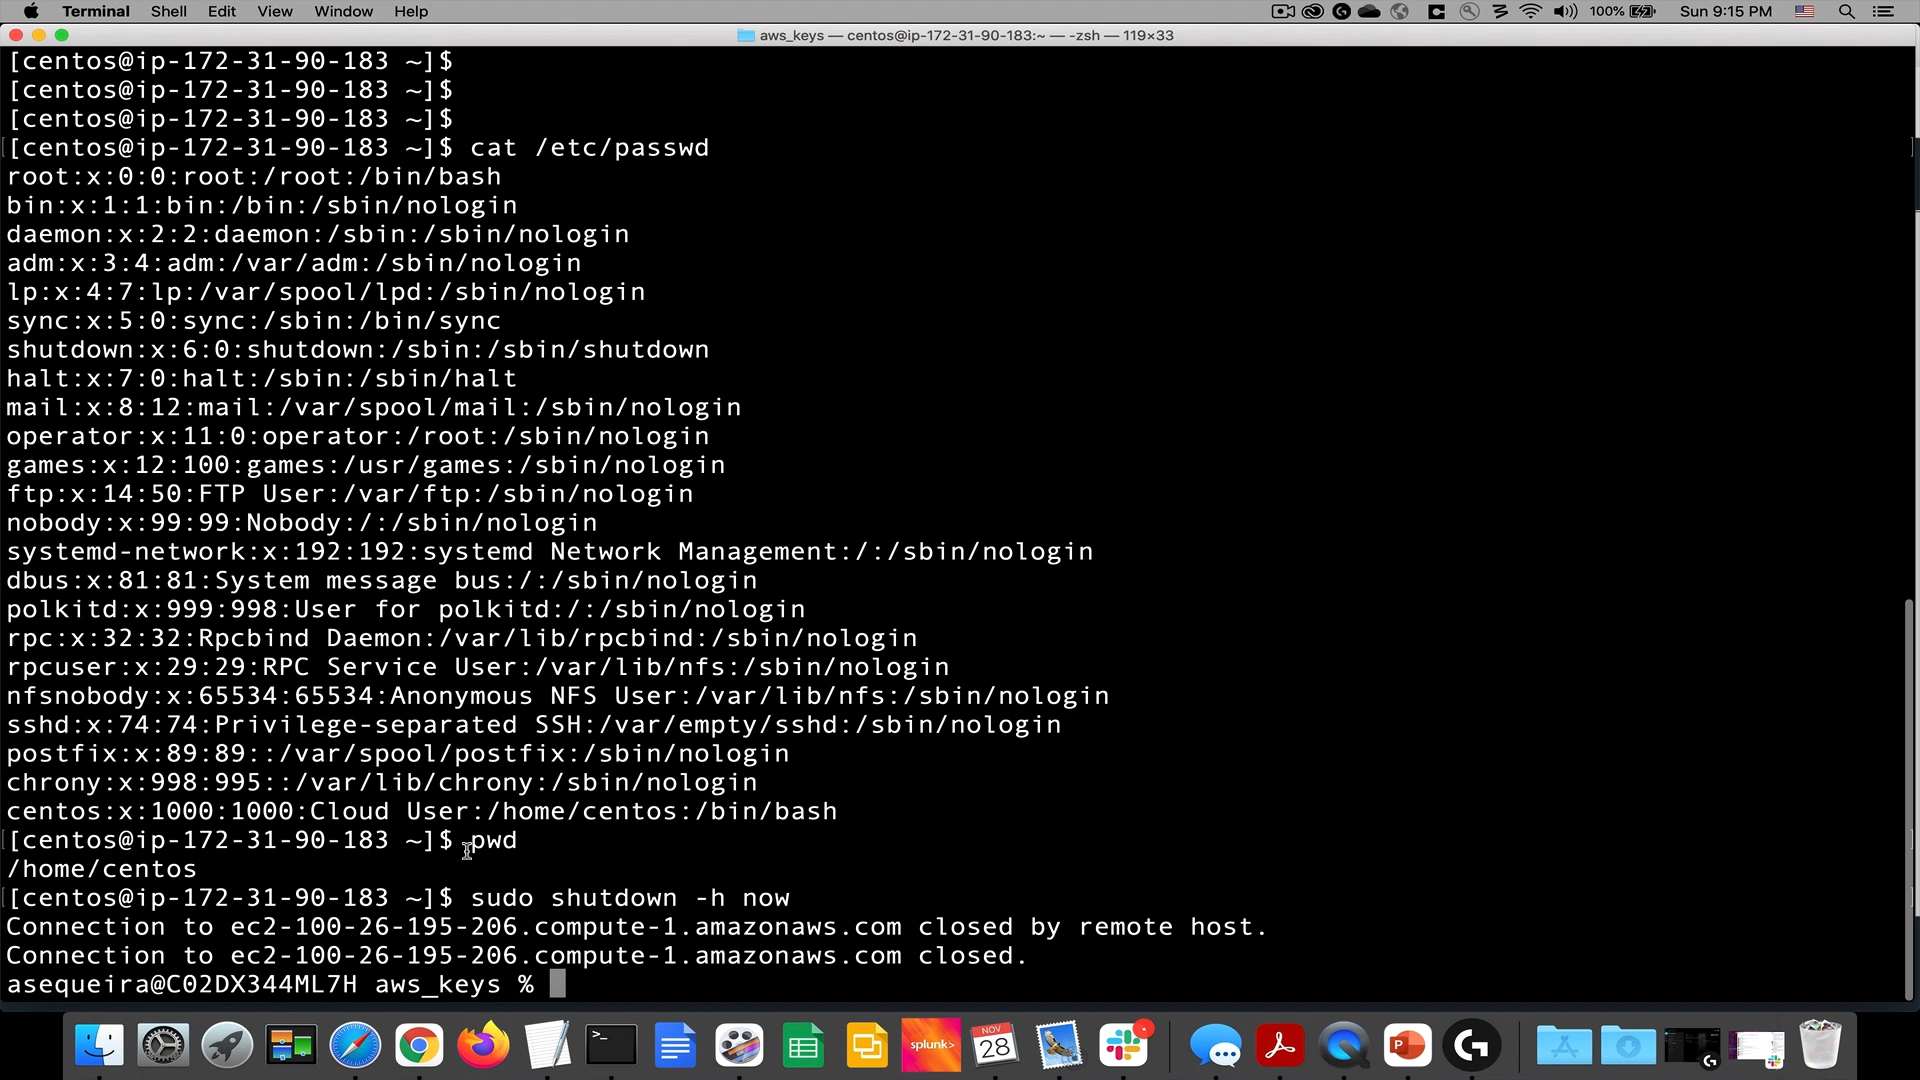 Terminal Shell Edit View Window Help 100% Sun 9:15 PM
aws_keys — centos@ip-172-31-90-183:~ — -zsh — 119×33
[centos@ip-172-31-90-183 ~]$
[centos@ip-172-31-90-183 ~]$
[centos@ip-172-31-90-183 ~]$
[centos@ip-172-31-90-183 ~]$ cat /etc/passwd
root:x:0:0:root:/root:/bin/bash
bin:x:1:1:bin:/bin:/sbin/nologin
daemon:x:2:2:daemon:/sbin:/sbin/nologin
adm:x:3:4:adm:/var/adm:/sbin/nologin
lp:x:4:7:lp:/var/spool/lpd:/sbin/nologin
sync:x:5:0:sync:/sbin:/bin/sync
shutdown:x:6:0:shutdown:/sbin:/sbin/shutdown
halt:x:7:0:halt:/sbin:/sbin/halt
mail:x:8:12:mail:/var/spool/mail:/sbin/nologin
operator:x:11:0:operator:/root:/sbin/nologin
games:x:12:100:games:/usr/games:/sbin/nologin
ftp:x:14:50:FTP User:/var/ftp:/sbin/nologin
nobody:x:99:99:Nobody:/:/sbin/nologin
systemd-network:x:192:192:systemd Network Management:/:/sbin/nologin
dbus:x:81:81:System message bus:/:/sbin/nologin
polkitd:x:999:998:User for polkitd:/:/sbin/nologin
rpc:x:32:32:Rpcbind Daemon:/var/lib/rpcbind:/sbin/nologin
rpcuser:x:29:29:RPC Service User:/var/lib/nfs:/sbin/nologin
nfsnobody:x:65534:65534:Anonymous NFS User:/var/lib/nfs:/sbin/nologin
sshd:x:74:74:Privilege-separated SSH:/var/empty/sshd:/sbin/nologin
postfix:x:89:89::/var/spool/postfix:/sbin/nologin
chrony:x:998:995::/var/lib/chrony:/sbin/nologin
centos:x:1000:1000:Cloud User:/home/centos:/bin/bash
[centos@ip-172-31-90-183 ~]$ pwd
/home/centos
[centos@ip-172-31-90-183 ~]$ sudo shutdown -h now
Connection to ec2-100-26-195-206.compute-1.amazonaws.com closed by remote host.
Connection to ec2-100-26-195-206.compute-1.amazonaws.com closed.
asequeira@C02DX344ML7H aws_keys %
splunk>
NOV
28